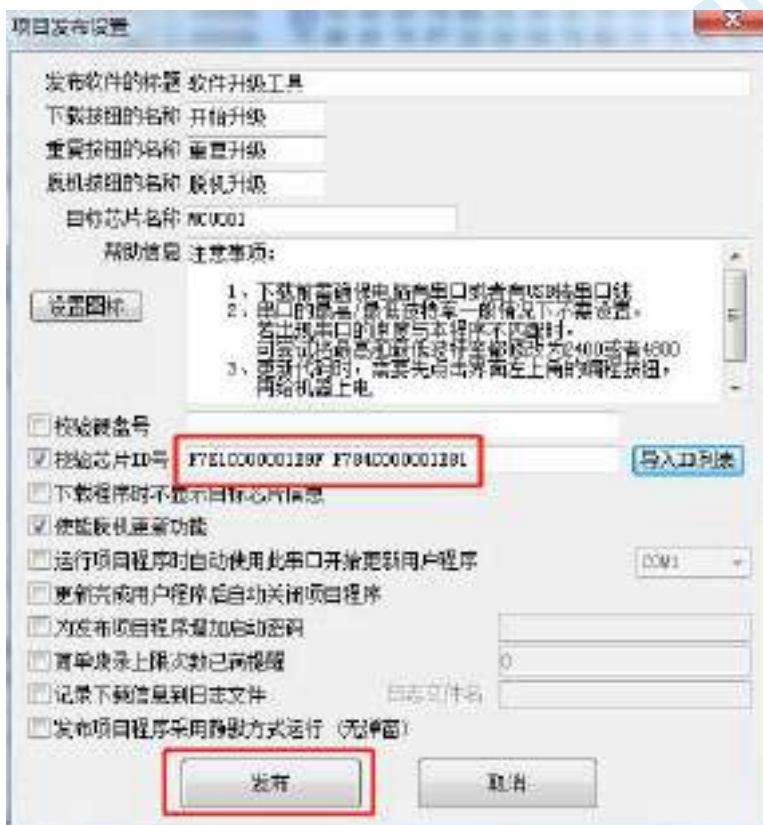 项目发布设置
发布软件的标题 软件升级工具
下载按钮的名称 开始升级
重复按钮的名称 重复升级
脱机按钮的名称 脱机升级
目标芯片名称 MCU001
帮助信息 注意事项：
1、下载前需确保电脑有串口或者有USB转串口线
2、串口的最高/最低波特率一般情况下不需设置，
若出现串口的速度与本程序不匹配时，
可尝试将最高和最低波特率都修改为2400或者4800
3、更新代码时，需要先点击界面左上角的编程按钮，
再给机器上电
设置图标
校验硬盘号
校验芯片ID号
导入ID列表
下载程序时不显示目标芯片信息
使能脱机更新功能
运行项目程序时自动使用此串口开始更新用户程序 COM1
更新完成用户程序后自动关闭项目程序
为发布项目程序增加启动密码
简单烧录上限次数已满提醒 0
记录下载信息到日志文件 日志文件名
发布项目程序采用静默方式运行（无弹窗）
发布 取消